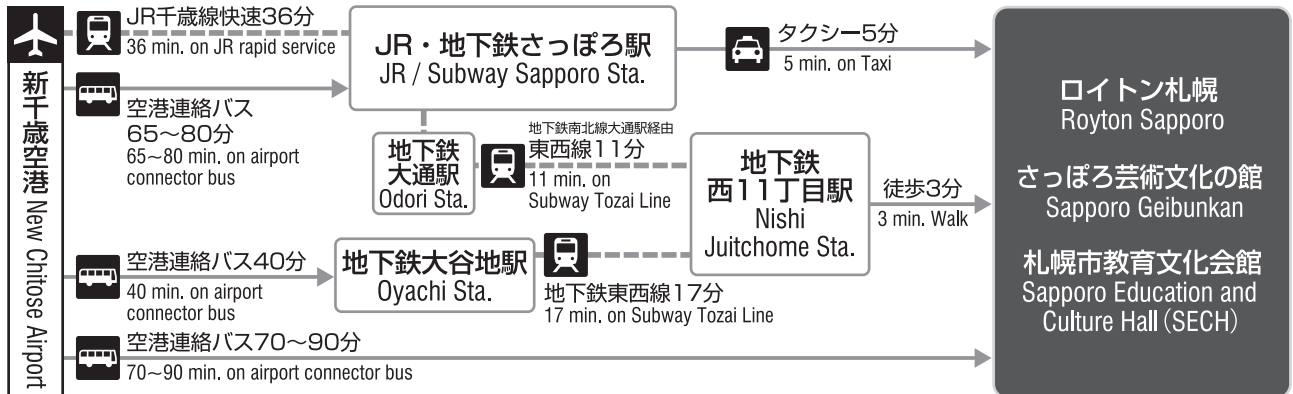 新千歳空港 New Chitose Airport
JR千歳線快速36分
36 min. on JR rapid service
空港連絡バス
65～80分
65~80 min. on airport
connector bus
JR・地下鉄さっぽろ駅
JR / Subway Sapporo Sta.
タクシー5分
5 min. on Taxi
地下鉄
大通駅
Odori Sta.
地下鉄南北線大通駅経由
東西線11分
11 min. on
Subway Tozai Line
地下鉄
西11丁目駅
Nishi
Juitchome Sta.
徒歩3分
3 min. Walk
空港連絡バス40分
40 min. on airport
connector bus
地下鉄大谷地駅
Oyachi Sta.
地下鉄東西線17分
17 min. on Subway Tozai Line
空港連絡バス70～90分
70~90 min. on airport connector bus
ロイトン札幌
Royton Sapporo
さっぽろ芸術文化の館
Sapporo Geibunkan
札幌市教育文化会館
Sapporo Education and
Culture Hall（SECH）